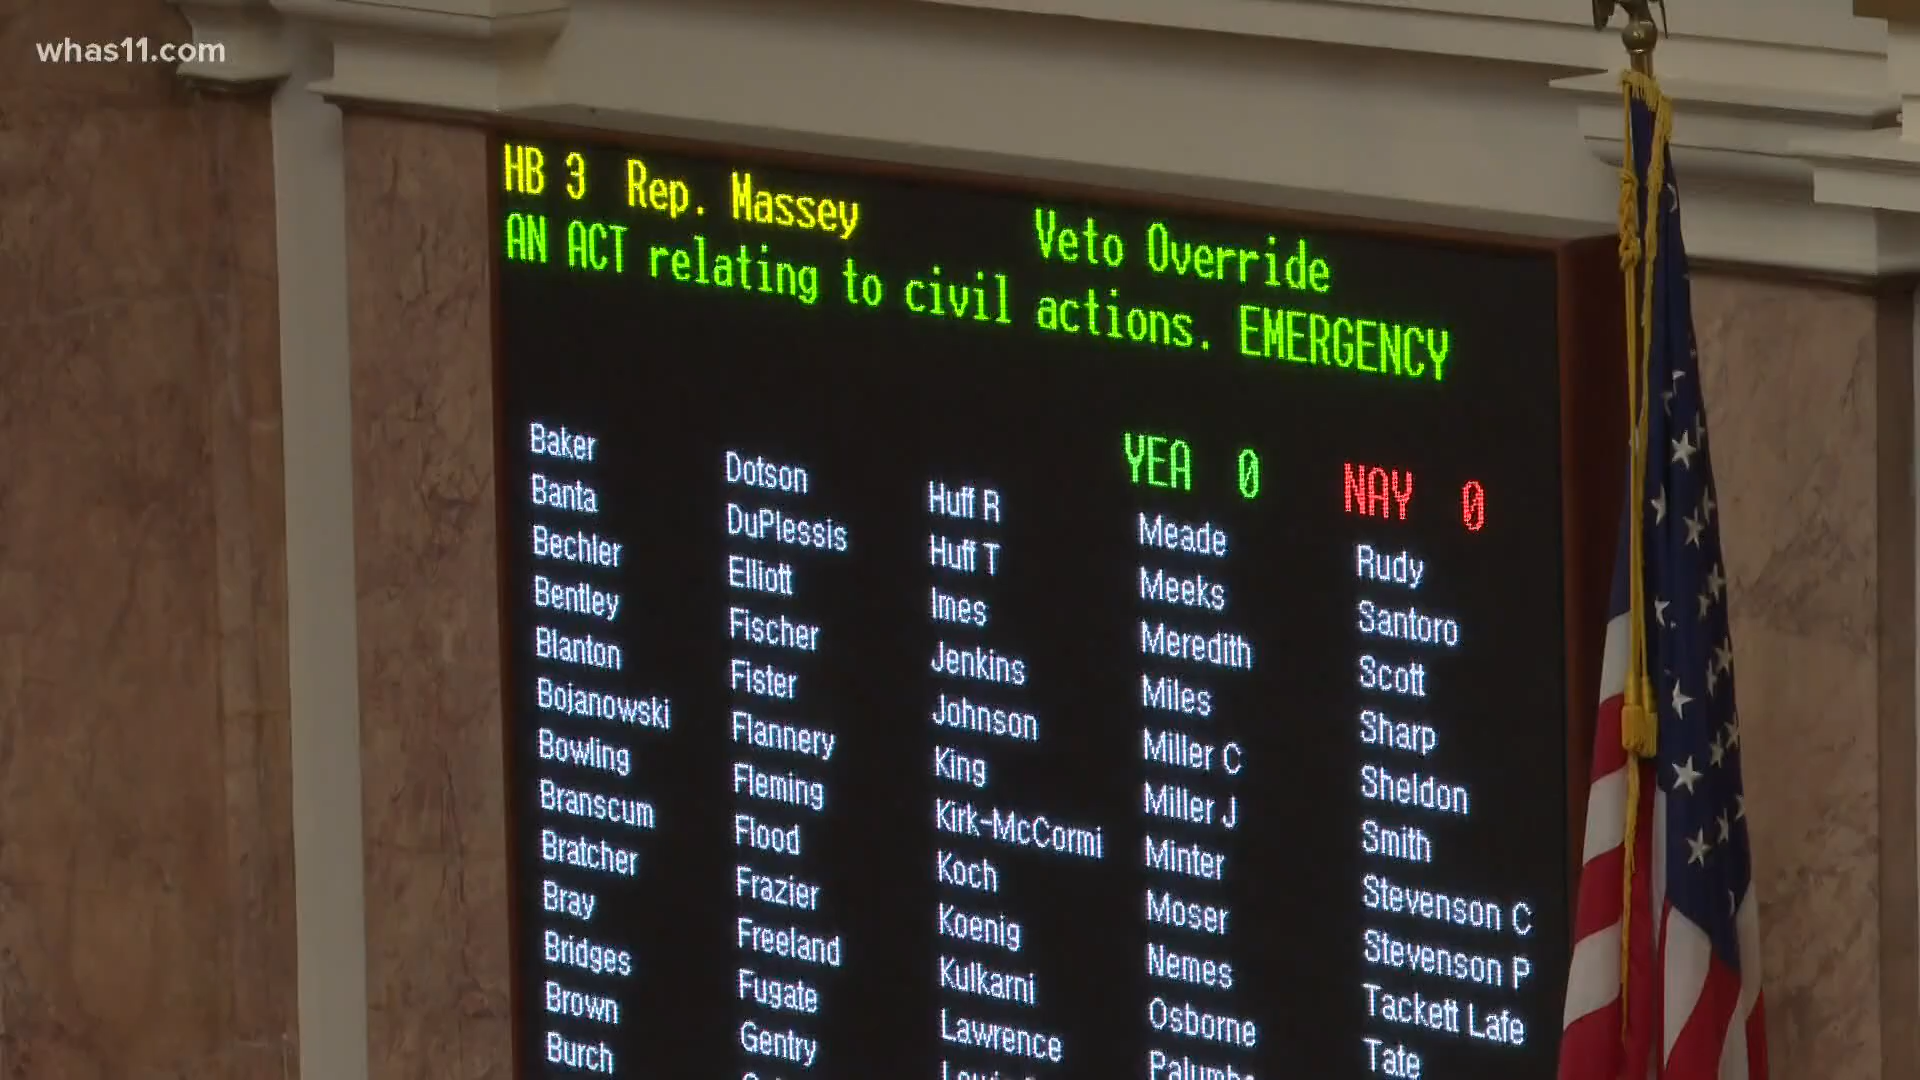 whas11.com
HB 3 Rep. Massey
Veto Override
AN ACT relating to civil actions. EMERGENCY
YEA 0 NAY 0
Baker
Banta
Bechler
Bentley
Blanton
Bojanowski
Bowling
Branscum
Bratcher
Bray
Bridges
Brown
Burch
Dotson
DuPlessis
Elliott
Fischer
Fister
Flannery
Fleming
Flood
Frazier
Freeland
Fugate
Gentry
Huff R
Huff T
Imes
Jenkins
Johnson
King
Kirk-McCormi
Koch
Koenig
Kulkarni
Lawrence
Meade
Meeks
Meredith
Miles
Miller C
Miller J
Minter
Moser
Nemes
Osborne
Rudy
Santoro
Scott
Sharp
Sheldon
Smith
Stevenson C
Stevenson P
Tackett Lafe
Tate